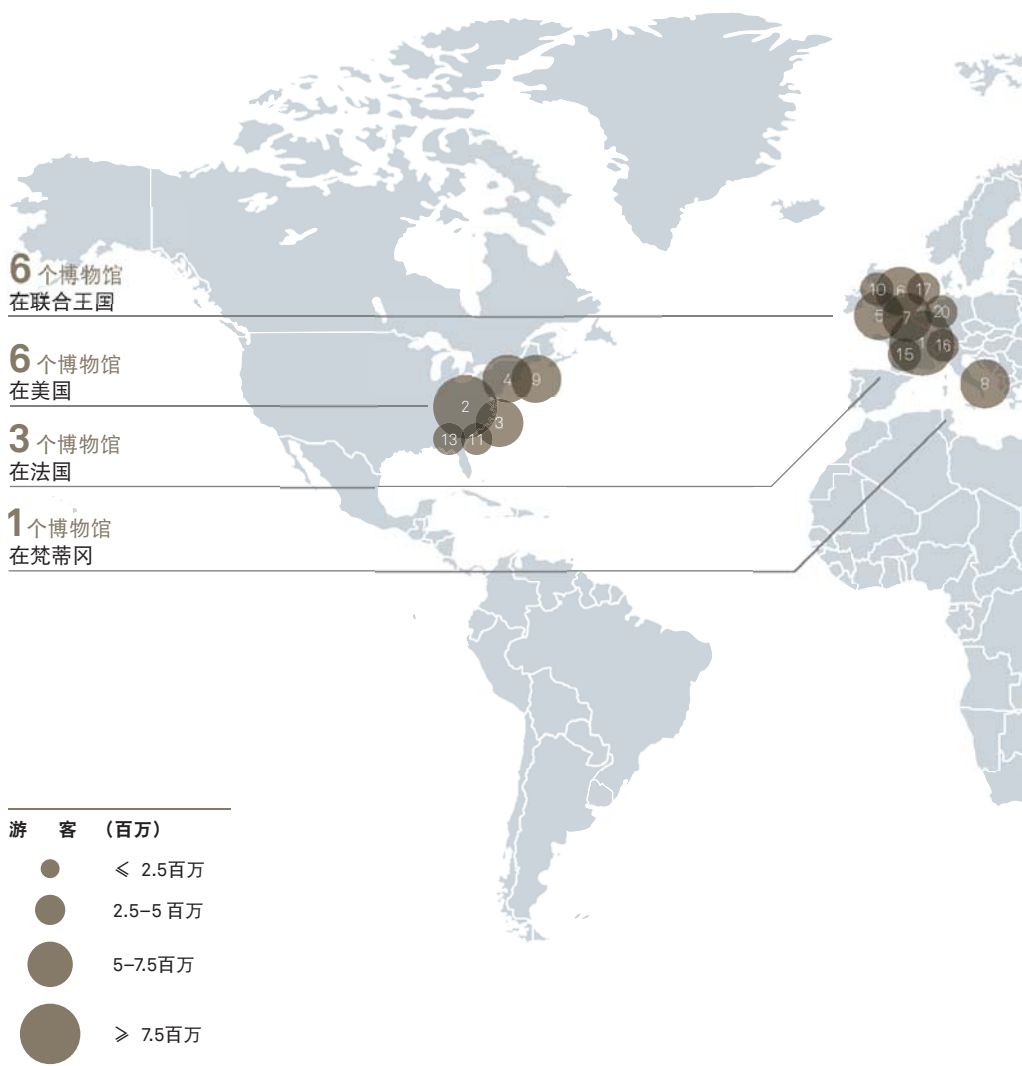 6 个博物馆
在联合王国
6 个博物馆
在美国
3 个博物馆
在法国
1 个博物馆
在梵蒂冈
10 6 17
5 7 20
15 1 16
8
4 9
2
3
13 11
游 客 （百万）
≤ 2.5百万
2.5–5 百万
5–7.5百万
≥ 7.5百万